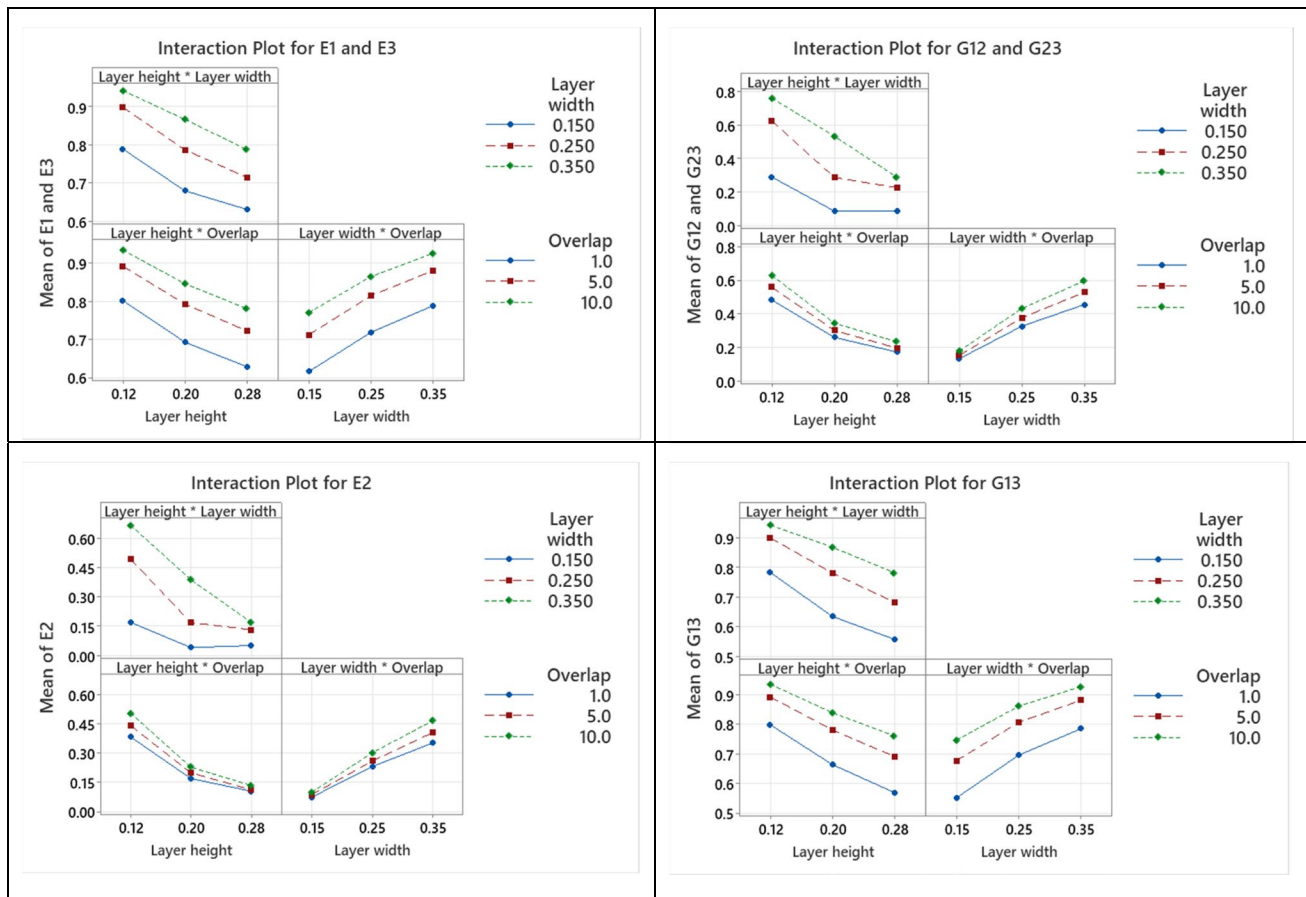 Interaction Plot for E1 and E3
Layer height * Layer width
0.9
0.8
0.7
0.6
Layer
width
0.150
0.250
0.350
Mean of E1 and E3
Layer height * Overlap
Layer width * Overlap
0.9
0.8
0.7
0.6
Overlap
1.0
5.0
10.0
0.12
0.20
0.28
0.15
0.25
0.35
Layer height
Layer width
Interaction Plot for G12 and G23
Layer height * Layer width
0.8
0.6
0.4
0.2
0.0
Layer
width
0.150
0.250
0.350
Mean of G12 and G23
Layer height * Overlap
Layer width * Overlap
0.8
0.6
0.4
0.2
0.0
Overlap
1.0
5.0
10.0
0.12
0.20
0.28
0.15
0.25
0.35
Layer height
Layer width
Interaction Plot for E2
Layer height * Layer width
0.60
0.45
0.30
0.15
0.00
Layer
width
0.150
0.250
0.350
Mean of E2
Layer height * Overlap
Layer width * Overlap
0.60
0.45
0.30
0.15
0.00
Overlap
1.0
5.0
10.0
0.12
0.20
0.28
0.15
0.25
0.35
Layer height
Layer width
Interaction Plot for G13
Layer height * Layer width
0.9
0.8
0.7
0.6
0.5
Layer
width
0.150
0.250
0.350
Mean of G13
Layer height * Overlap
Layer width * Overlap
0.9
0.8
0.7
0.6
0.5
Overlap
1.0
5.0
10.0
0.12
0.20
0.28
0.15
0.25
0.35
Layer height
Layer width